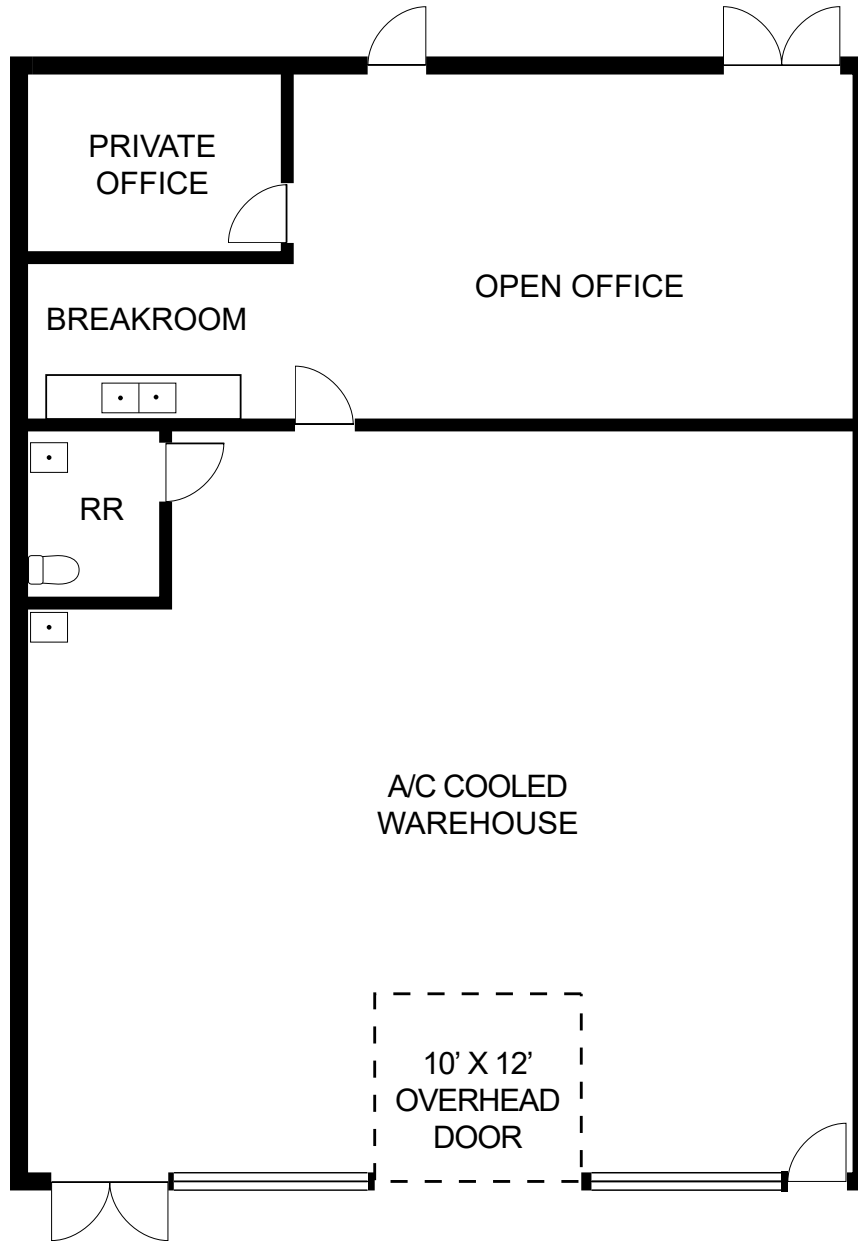 PRIVATE
OFFICE
OPEN OFFICE
BREAKROOM
RR
A/C COOLED
WAREHOUSE
10’ X 12’
OVERHEAD
DOOR